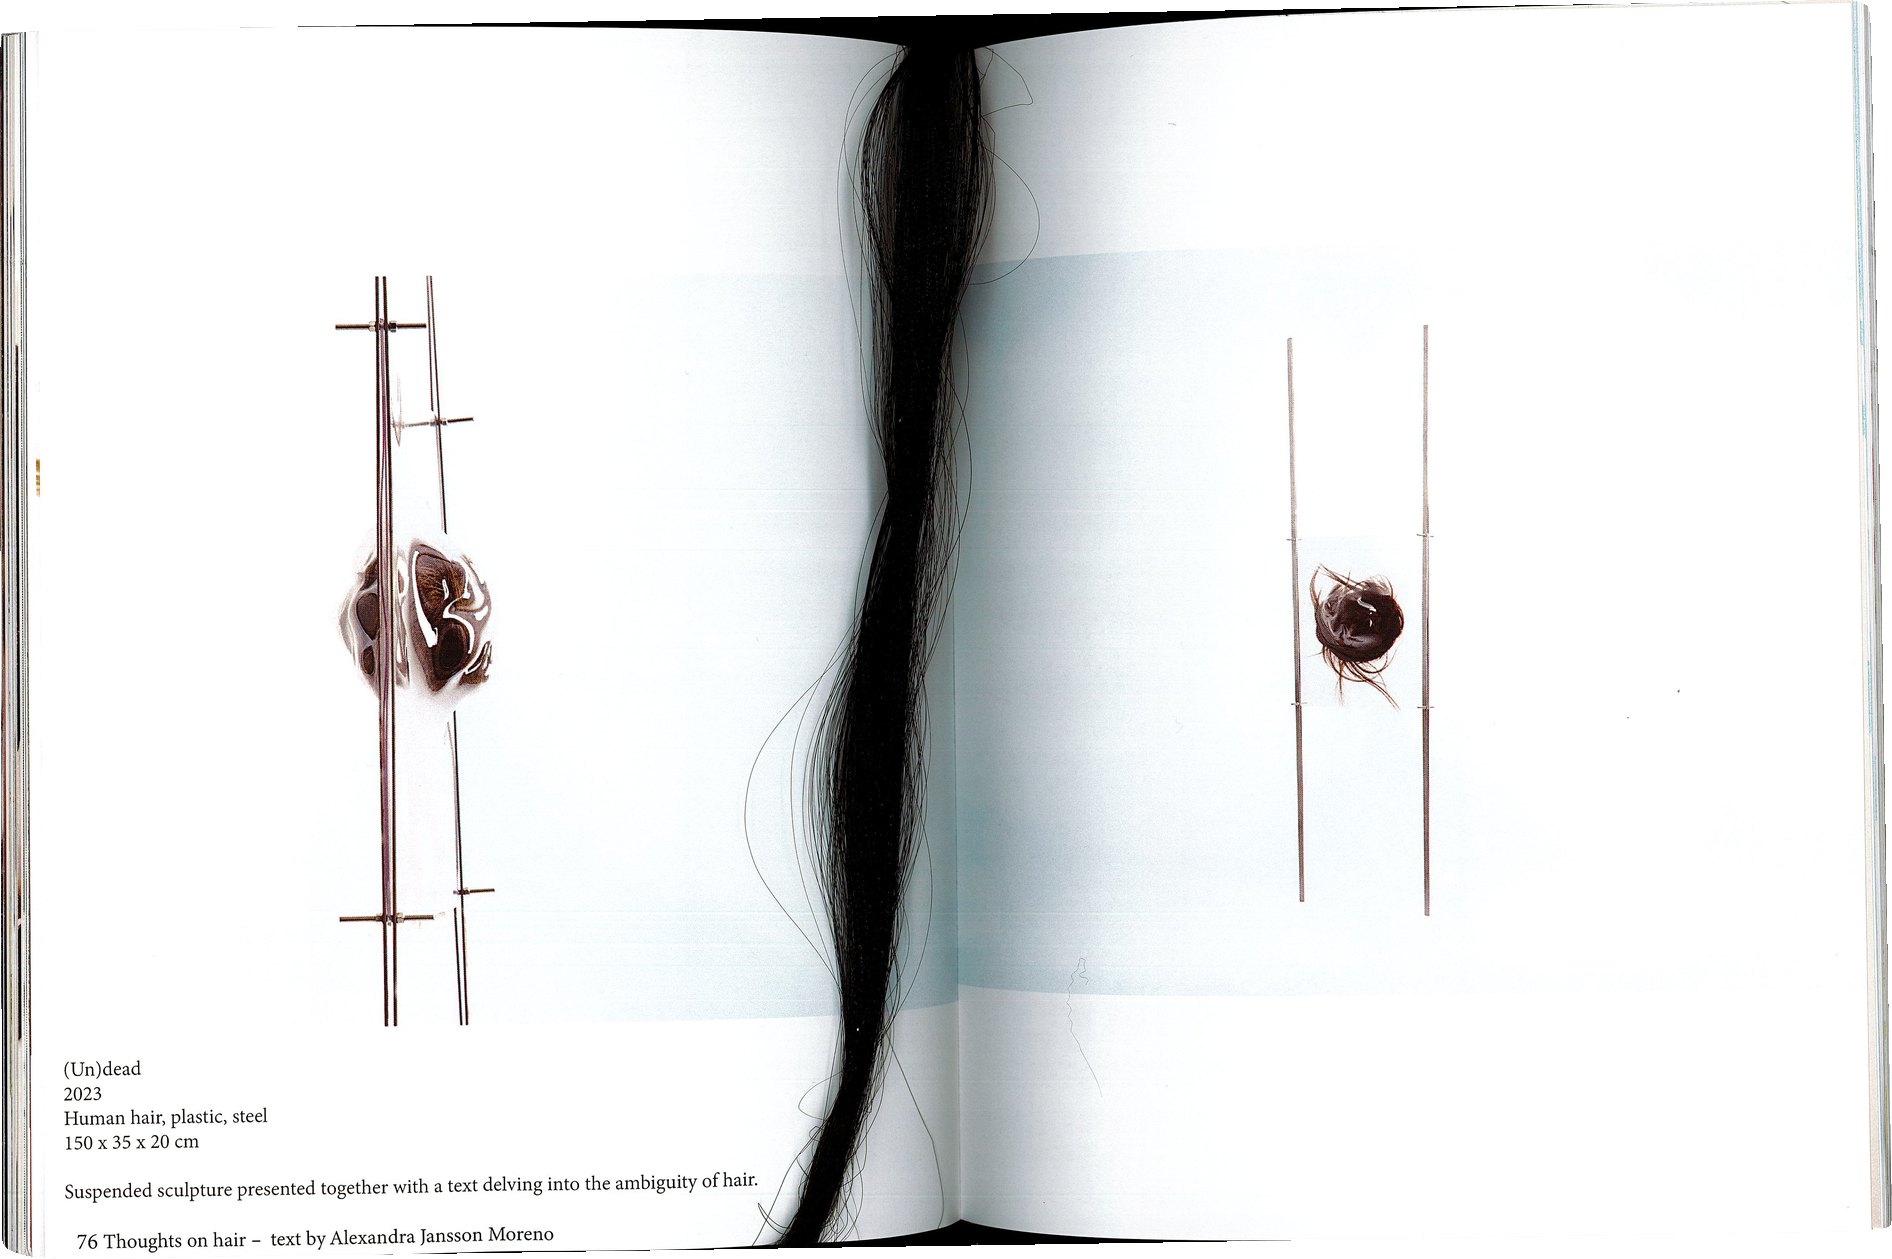 (Un)dead
2023
Human hair, plastic, steel
150 x 35 x 20 cm
Suspended sculpture presented together with a text delving into the ambiguity of hair.
76 Thoughts on hair – text by Alexandra Jansson Moreno